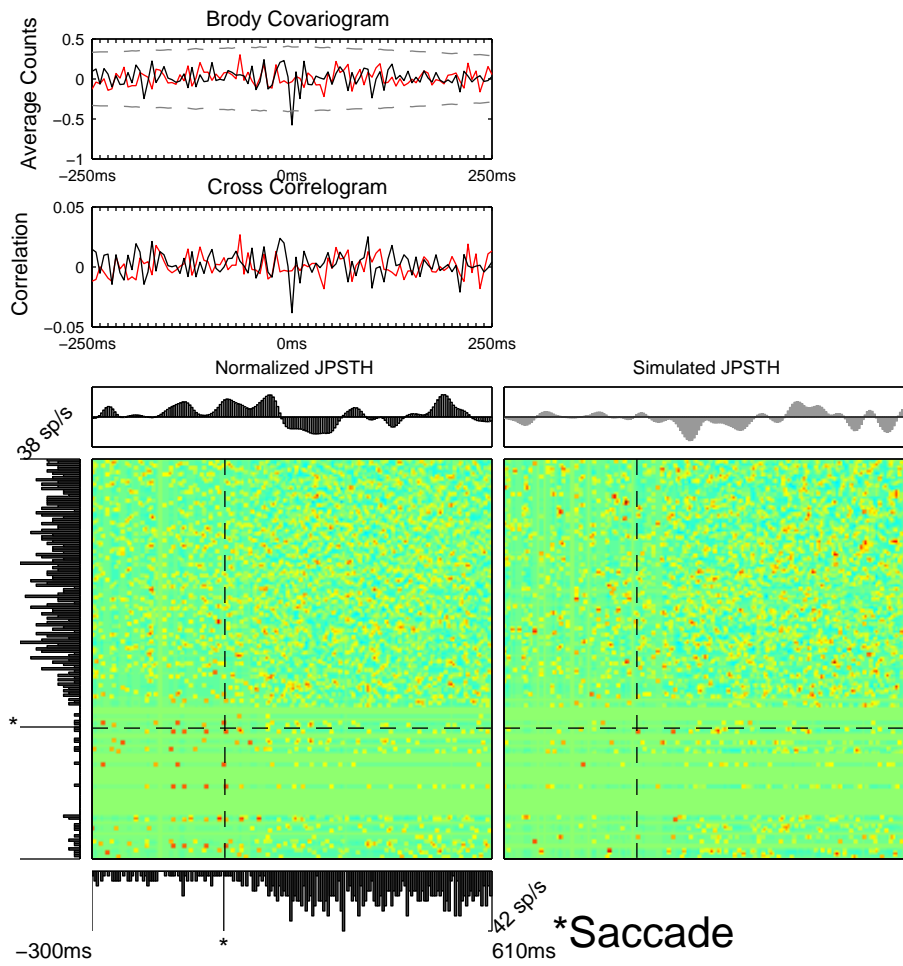 Brody Covariogram
Average Counts
0.5
0
−0.5
−1
−250ms
0ms
250ms
Cross Correlogram
Correlation
0.05
0
−0.05
−250ms
0ms
250ms
Normalized JPSTH
Simulated JPSTH
38 sp/s
*
42 sp/s
*
−300ms
610ms
*Saccade